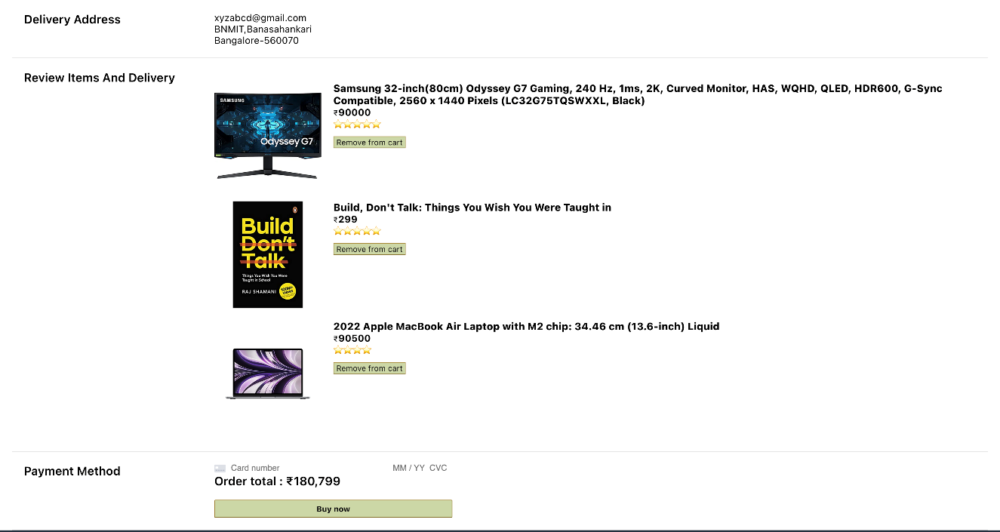 Delivery Address
xyzabcd@gmail.com
BNMIT,Banasahankari
Bangalore-560070
Review Items And Delivery
SAMSUNG
Odyssey G7
Samsung 32-inch(80cm) Odyssey G7 Gaming, 240 Hz, 1ms, 2K, Curved Monitor, HAS, WQHD, QLED, HDR600, G-Sync
Compatible, 2560 x 1440 Pixels (LC32G75TQSWXXL, Black)
₹90000
Remove from cart
Build
Don't
Talk
Things You Wish You Were
Taught in School
RAJ SHAMANI
Build, Don't Talk: Things You Wish You Were Taught in
₹299
Remove from cart
2022 Apple MacBook Air Laptop with M2 chip: 34.46 cm (13.6-inch) Liquid
₹90500
Remove from cart
Payment Method
Card number MM / YY CVC
Order total : ₹180,799
Buy now